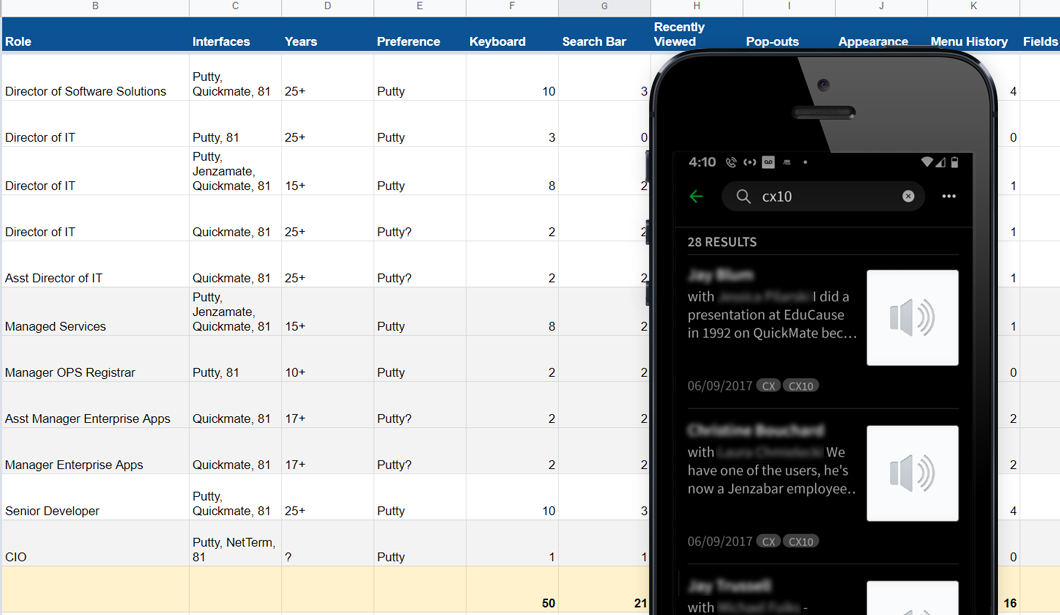 B C D E F G H I J K
Role Interfaces Years Preference Keyboard Search Bar Recently Viewed Pop-outs Appearance Menu History Fields
Director of Software Solutions Putty, Quickmate, 81 25+ Putty 10 3 4
Director of IT Putty, 81 25+ Putty 3 0 0
Director of IT Putty, Jenzamate, Quickmate, 81 15+ Putty 8 2 1
Director of IT Quickmate, 81 25+ Putty? 2 2 1
Asst Director of IT Quickmate, 81 25+ Putty? 2 2 1
Managed Services Putty, Jenzamate, Quickmate, 81 15+ Putty 8 2 1
Manager OPS Registrar Putty, 81 10+ Putty 2 2 0
Asst Manager Enterprise Apps Quickmate, 81 17+ Putty? 2 2 2
Manager Enterprise Apps Quickmate, 81 17+ Putty? 2 2 2
Senior Developer Putty, Quickmate, 81 25+ Putty 10 3 4
CIO Putty, NetTerm, 81 ? Putty 1 1 0
50 21 16
4:10
cx10
28 RESULTS
with I did a
presentation at EduCause
in 1992 on QuickMate bec...
06/09/2017 CX CX10
with We
have one of the users, he's
now a Jenzabar employee..
06/09/2017 CX CX10
with -